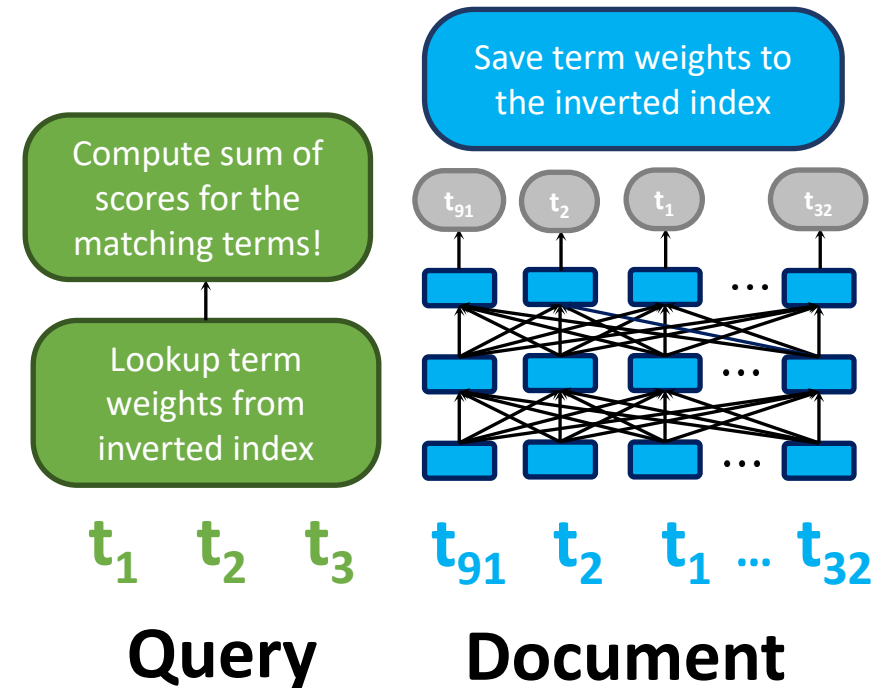 Save term weights to
the inverted index
Compute sum of
scores for the
matching terms!
t₉₁ t₂ t₁ t₃₂
...
Lookup term
weights from
inverted index
...
...
t₁ t₂ t₃
t₉₁ t₂ t₁ ... t₃₂
Query
Document